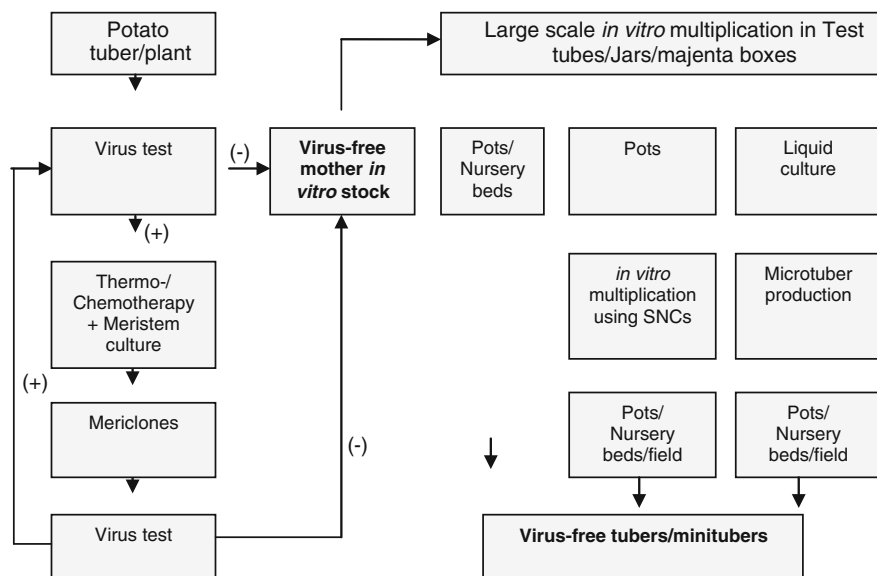 Potato
tuber/plant
Large scale in vitro multiplication in Test
tubes/Jars/majenta boxes
Virus test
(-)
(+)
Virus-free
mother in
vitro stock
Pots/
Nursery
beds
Pots
Liquid
culture
Thermo-/
Chemotherapy
+ Meristem
culture
in vitro
multiplication
using SNCs
Microtuber
production
(+)
Mericlones
(-)
Pots/
Nursery
beds/field
Pots/
Nursery
beds/field
Virus test
Virus-free tubers/minitubers